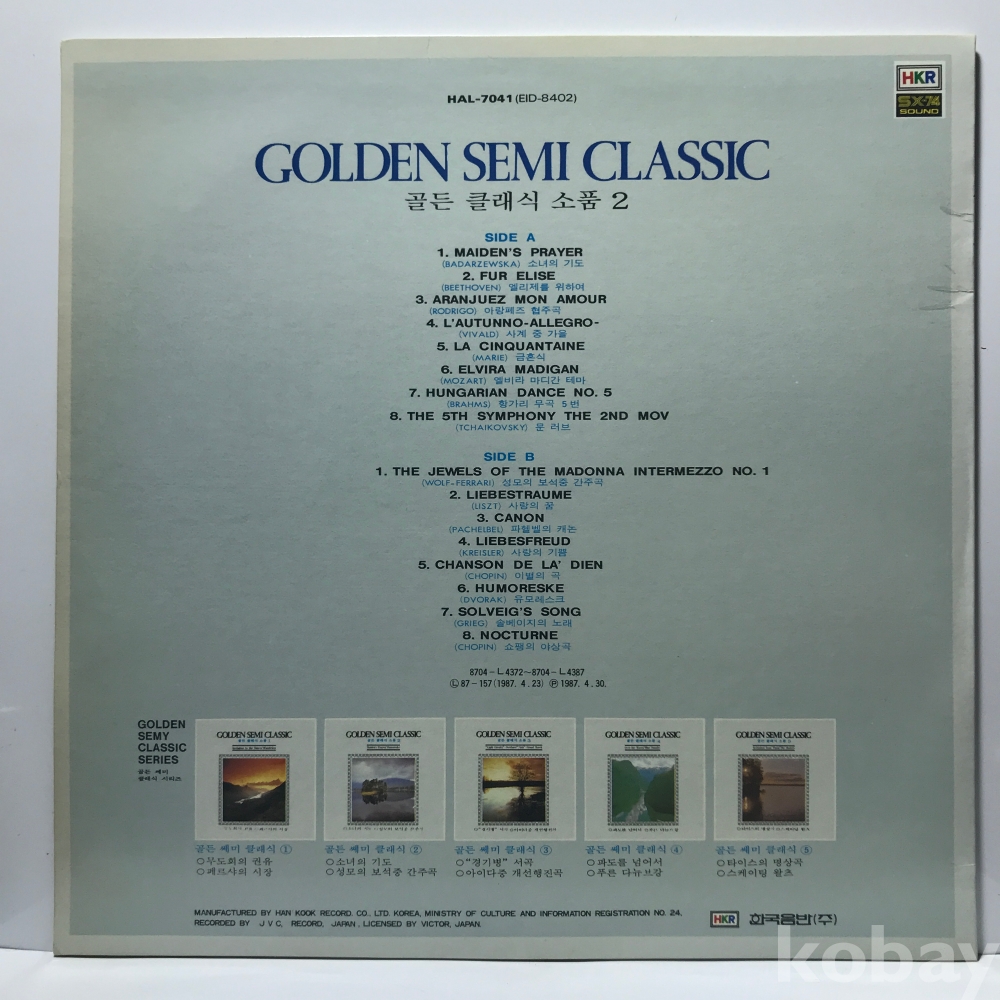 HAL-7041 (EID-8402)
HKR
SX-74
SOUND
GOLDEN SEMI CLASSIC
골든 클래식 소품 2
SIDE A
1. MAIDEN'S PRAYER
(BADARZEWSKA) 소녀의 기도
2. FUR ELISE
(BEETHOVEN) 엘리제를 위하여
3. ARANJUEZ MON AMOUR
(RODRIGO) 아랑페즈 협주곡
4. L'AUTUNNO-ALLEGRO-
(VIVALD) 사계 중 가을
5. LA CINQUANTAINE
(MARIE) 금혼식
6. ELVIRA MADIGAN
(MOZART) 엘비라 마디간 테마
7. HUNGARIAN DANCE NO. 5
(BRAHMS) 항가리 무곡 5번
8. THE 5TH SYMPHONY THE 2ND MOV
(TCHAIKOVSKY) 문 러브
SIDE B
1. THE JEWELS OF THE MADONNA INTERMEZZO NO. 1
(WOLF-FERRARI) 성모의 보석중 간주곡
2. LIEBESTRAUME
(LISZT) 사랑의 꿈
3. CANON
(PACHELBEL) 파헬벨의 캐논
4. LIEBESFREUD
(KREISLER) 사랑의 기쁨
5. CHANSON DE LA' DIEN
(CHOPIN) 이별의 곡
6. HUMORESKE
(DVORAK) 유모레스크
7. SOLVEIG'S SONG
(GRIEG) 솔베이지의 노래
8. NOCTURNE
(CHOPIN) 쇼팽의 야상곡
8704-L4372~8704-L4387
Ⓛ87-157(1987. 4. 23) Ⓟ1987. 4. 30.
GOLDEN
SEMY
CLASSIC
SERIES
골든 쎄미
클래식 시리즈
GOLDEN SEMI CLASSIC
GOLDEN SEMI CLASSIC
GOLDEN SEMI CLASSIC
GOLDEN SEMI CLASSIC
GOLDEN SEMI CLASSIC
골든 쎄미 클래식 ①
○무도회의 권유
○페르샤의 시장
골든 쎄미 클래식 ②
○소녀의 기도
○성모의 보석중 간주곡
골든 쎄미 클래식 ③
○"경기병" 서곡
○아이다중 개선행진곡
골든 쎄미 클래식 ④
○파도를 넘어서
○푸른 다뉴브강
골든 쎄미 클래식 ⑤
○타이스의 명상곡
○스케이팅 왈츠
MANUFACTURED BY HAN KOOK RECORD. CO., LTD. KOREA, MINISTRY OF CULTURE AND INFORMATION REGISTRATION NO. 24.
RECORDED BY J V C, RECORD, JAPAN, LICENSED BY VICTOR, JAPAN.
HKR 한국음반(주)
kobay